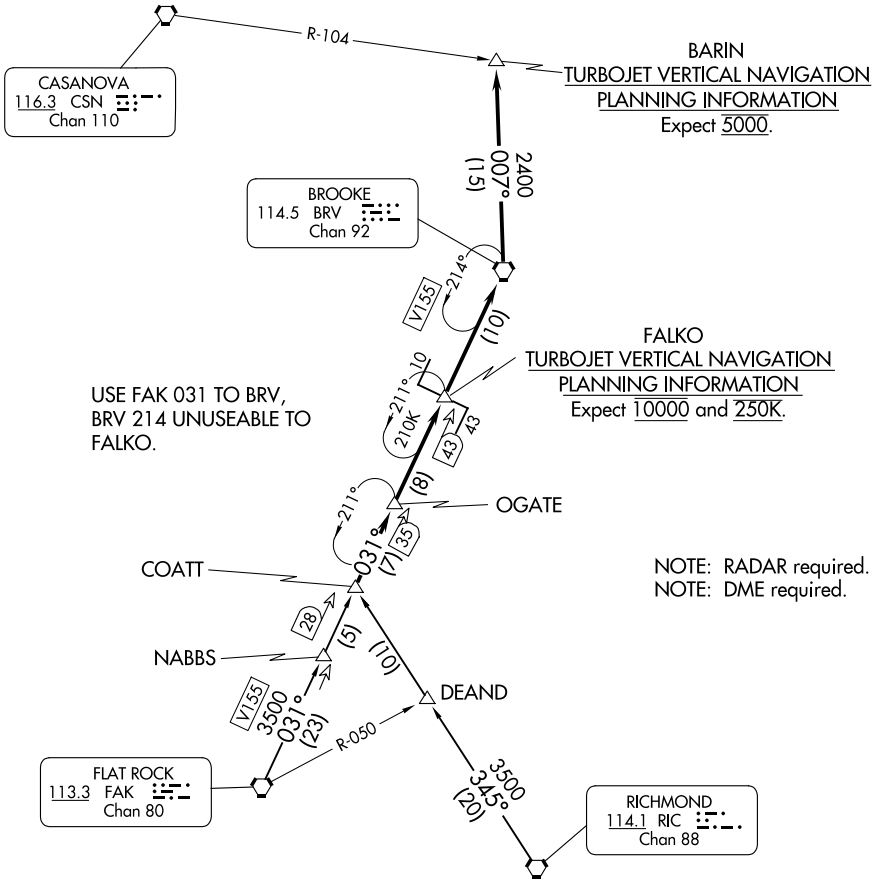 R-104
BARIN
TURBOJET VERTICAL NAVIGATION
PLANNING INFORMATION
Expect 5000.
CASANOVA
116.3 CSN
Chan 110
2400
007°
(15)
BROOKE
114.5 BRV
Chan 92
214°
V155
(10)
FALKO
TURBOJET VERTICAL NAVIGATION
PLANNING INFORMATION
Expect 10000 and 250K.
10
211°
210K
43
43
USE FAK 031 TO BRV,
BRV 214 UNUSEABLE TO
FALKO.
(8)
OGATE
211°
35
031°
(7)
COATT
NOTE: RADAR required.
NOTE: DME required.
28
(5)
(10)
NABBS
DEAND
V155
3500
031°
(23)
R-050
FLAT ROCK
113.3 FAK
Chan 80
3500
345°
(20)
RICHMOND
114.1 RIC
Chan 88